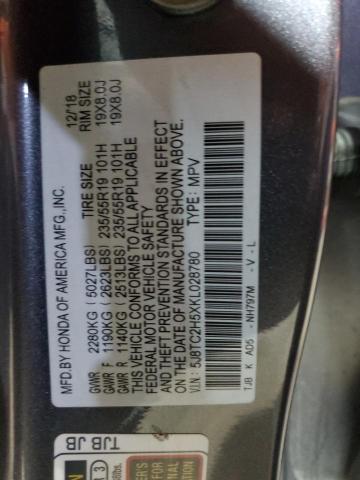 MFD.BY HONDA OF AMERICA MFG.,INC. 12/18
TIRE SIZE RIM SIZE
GVWR 2280KG (5027LBS)
GAWR F 1190KG (2623LBS) 235/55R19 101H 19X8.0J
GAWR R 1140KG (2513LBS) 235/55R19 101H 19X8.0J
THIS VEHICLE CONFORMS TO ALL APPLICABLE
FEDERAL MOTOR VEHICLE SAFETY
AND THEFT PREVENTION STANDARDS IN EFFECT
ON THE DATE OF MANUFACTURE SHOWN ABOVE.
V.I.N.: 5J8TC2H5XKL028780 TYPE: MPV
TJB K A05 - NH797M - V - L
TJB JB